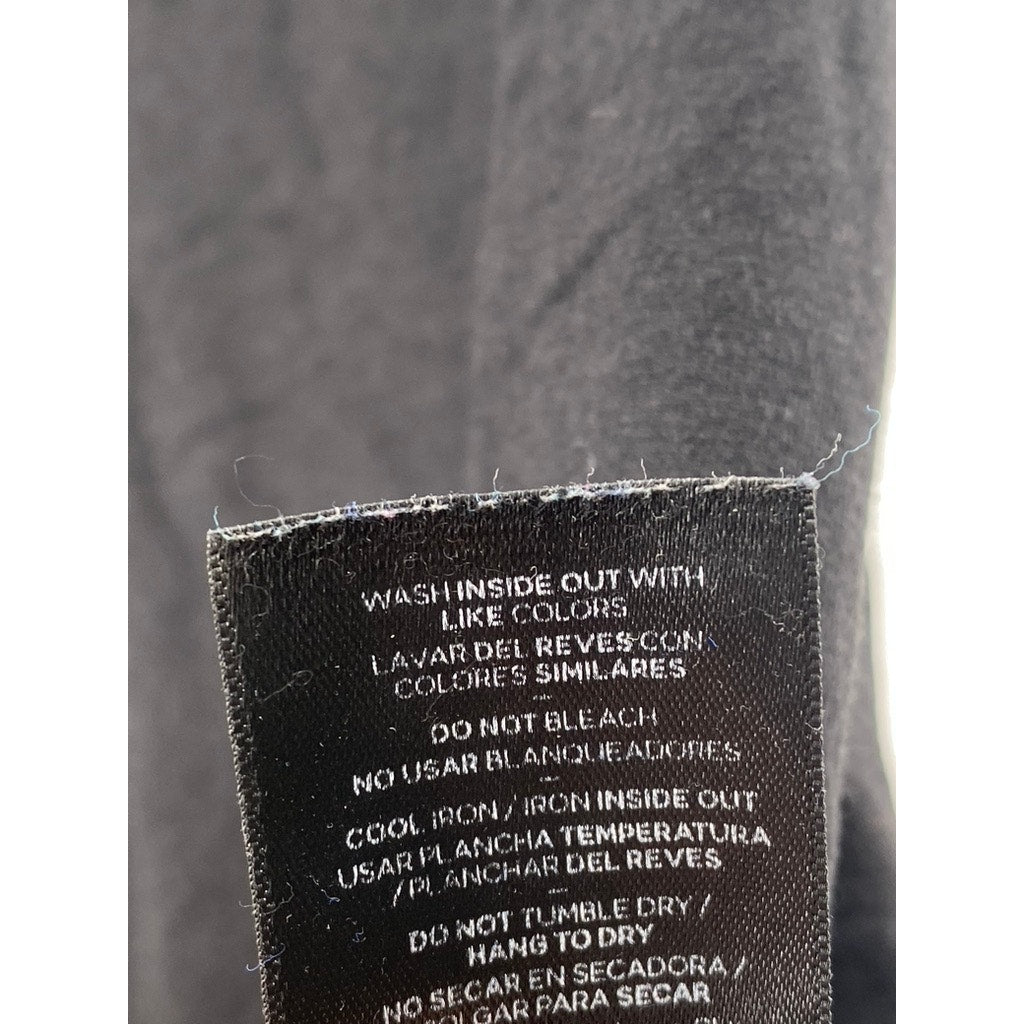 WASH INSIDE OUT WITH
LIKE COLORS
LAVAR DEL REVES CON
COLORES SIMILARES
–
DO NOT BLEACH
NO USAR BLANQUEADORES
–
COOL IRON / IRON INSIDE OUT
USAR PLANCHA TEMPERATURA
/PLANCHAR DEL REVES
–
DO NOT TUMBLE DRY /
HANG TO DRY
NO SECAR EN SECADORA /
COLGAR PARA SECAR